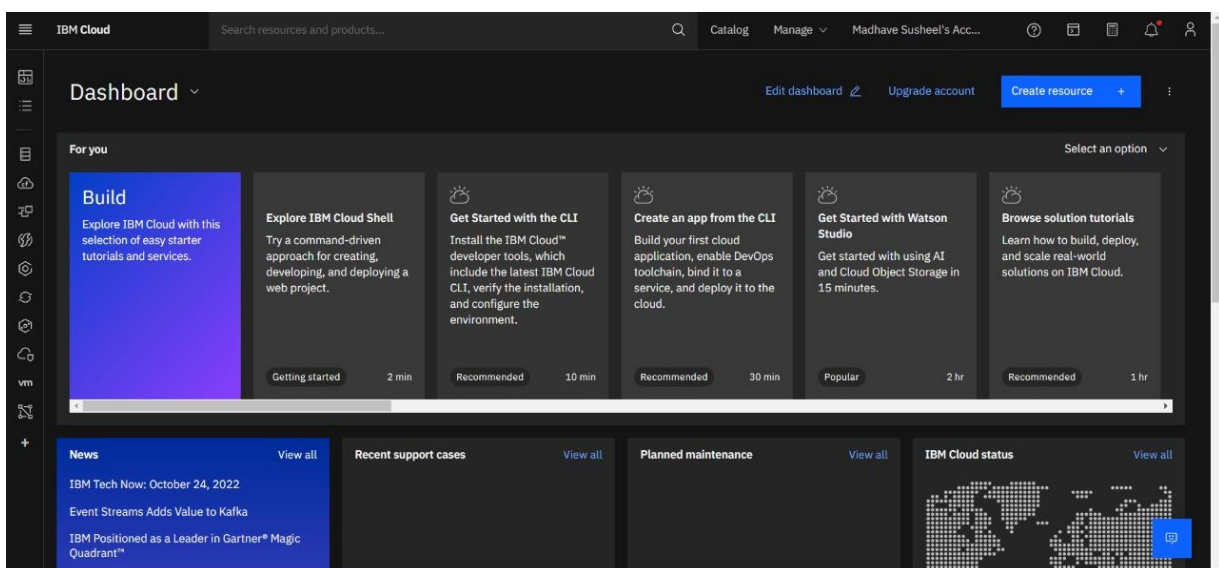 IBM Cloud
Search resources and products...
Catalog
Manage
Madhave Susheel's Acc...
Dashboard
Edit dashboard
Upgrade account
Create resource +
For you
Select an option
Build
Explore IBM Cloud with this
selection of easy starter
tutorials and services.
Explore IBM Cloud Shell
Try a command-driven
approach for creating,
developing, and deploying a
web project.
Getting started
2 min
Get Started with the CLI
Install the IBM Cloud™
developer tools, which
include the latest IBM Cloud
CLI, verify the installation,
and configure the
environment.
Recommended
10 min
Create an app from the CLI
Build your first cloud
application, enable DevOps
toolchain, bind it to a
service, and deploy it to the
cloud.
Recommended
30 min
Get Started with Watson
Studio
Get started with using AI
and Cloud Object Storage in
15 minutes.
Popular
2 hr
Browse solution tutorials
Learn how to build, deploy,
and scale real-world
solutions on IBM Cloud.
Recommended
1 hr
vm
News
View all
IBM Tech Now: October 24, 2022
Event Streams Adds Value to Kafka
IBM Positioned as a Leader in Gartner® Magic
Quadrant™
Recent support cases
View all
Planned maintenance
View all
IBM Cloud status
View all